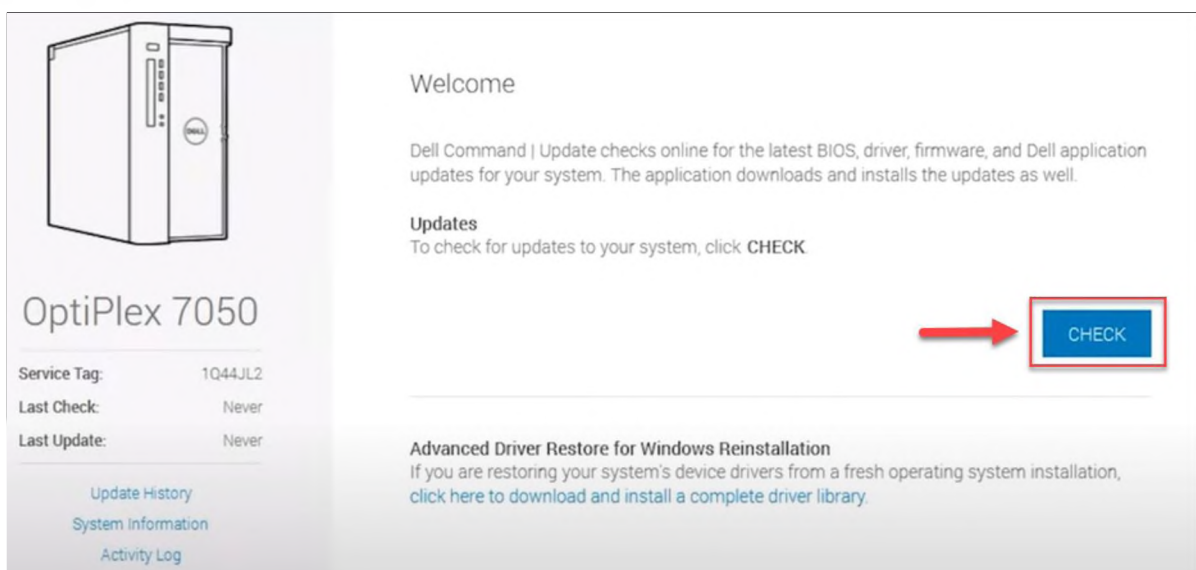 DELL
OptiPlex 7050
Service Tag: 1Q44JL2
Last Check: Never
Last Update: Never
Update History
System Information
Activity Log
Welcome
Dell Command | Update checks online for the latest BIOS, driver, firmware, and Dell application
updates for your system. The application downloads and installs the updates as well.
Updates
To check for updates to your system, click CHECK.
CHECK
Advanced Driver Restore for Windows Reinstallation
If you are restoring your system's device drivers from a fresh operating system installation,
click here to download and install a complete driver library.